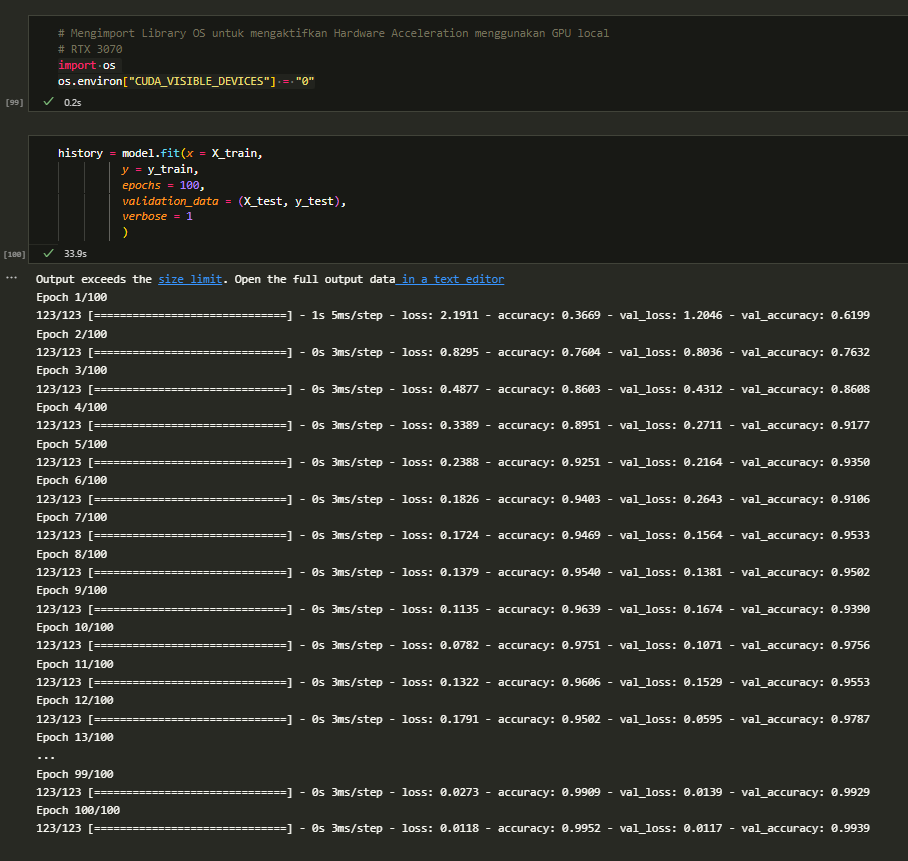 # Mengimport Library OS untuk mengaktifkan Hardware Acceleration menggunakan GPU local
# RTX 3070
import os
os.environ["CUDA_VISIBLE_DEVICES"] = "0"
[99]
✓ 0.2s
history = model.fit(x = X_train,
y = y_train,
epochs = 100,
validation_data = (X_test, y_test),
verbose = 1
)
[100]
✓ 33.9s
... Output exceeds the size limit. Open the full output data in a text editor
Epoch 1/100
123/123 [==============================] - 1s 5ms/step - loss: 2.1911 - accuracy: 0.3669 - val_loss: 1.2046 - val_accuracy: 0.6199
Epoch 2/100
123/123 [==============================] - 0s 3ms/step - loss: 0.8295 - accuracy: 0.7604 - val_loss: 0.8036 - val_accuracy: 0.7632
Epoch 3/100
123/123 [==============================] - 0s 3ms/step - loss: 0.4877 - accuracy: 0.8603 - val_loss: 0.4312 - val_accuracy: 0.8608
Epoch 4/100
123/123 [==============================] - 0s 3ms/step - loss: 0.3389 - accuracy: 0.8951 - val_loss: 0.2711 - val_accuracy: 0.9177
Epoch 5/100
123/123 [==============================] - 0s 3ms/step - loss: 0.2388 - accuracy: 0.9251 - val_loss: 0.2164 - val_accuracy: 0.9350
Epoch 6/100
123/123 [==============================] - 0s 3ms/step - loss: 0.1826 - accuracy: 0.9403 - val_loss: 0.2643 - val_accuracy: 0.9106
Epoch 7/100
123/123 [==============================] - 0s 3ms/step - loss: 0.1724 - accuracy: 0.9469 - val_loss: 0.1564 - val_accuracy: 0.9533
Epoch 8/100
123/123 [==============================] - 0s 3ms/step - loss: 0.1379 - accuracy: 0.9540 - val_loss: 0.1381 - val_accuracy: 0.9502
Epoch 9/100
123/123 [==============================] - 0s 3ms/step - loss: 0.1135 - accuracy: 0.9639 - val_loss: 0.1674 - val_accuracy: 0.9390
Epoch 10/100
123/123 [==============================] - 0s 3ms/step - loss: 0.0782 - accuracy: 0.9751 - val_loss: 0.1071 - val_accuracy: 0.9756
Epoch 11/100
123/123 [==============================] - 0s 3ms/step - loss: 0.1322 - accuracy: 0.9606 - val_loss: 0.1529 - val_accuracy: 0.9553
Epoch 12/100
123/123 [==============================] - 0s 3ms/step - loss: 0.1791 - accuracy: 0.9502 - val_loss: 0.0595 - val_accuracy: 0.9787
Epoch 13/100
...
Epoch 99/100
123/123 [==============================] - 0s 3ms/step - loss: 0.0273 - accuracy: 0.9909 - val_loss: 0.0139 - val_accuracy: 0.9929
Epoch 100/100
123/123 [==============================] - 0s 3ms/step - loss: 0.0118 - accuracy: 0.9952 - val_loss: 0.0117 - val_accuracy: 0.9939